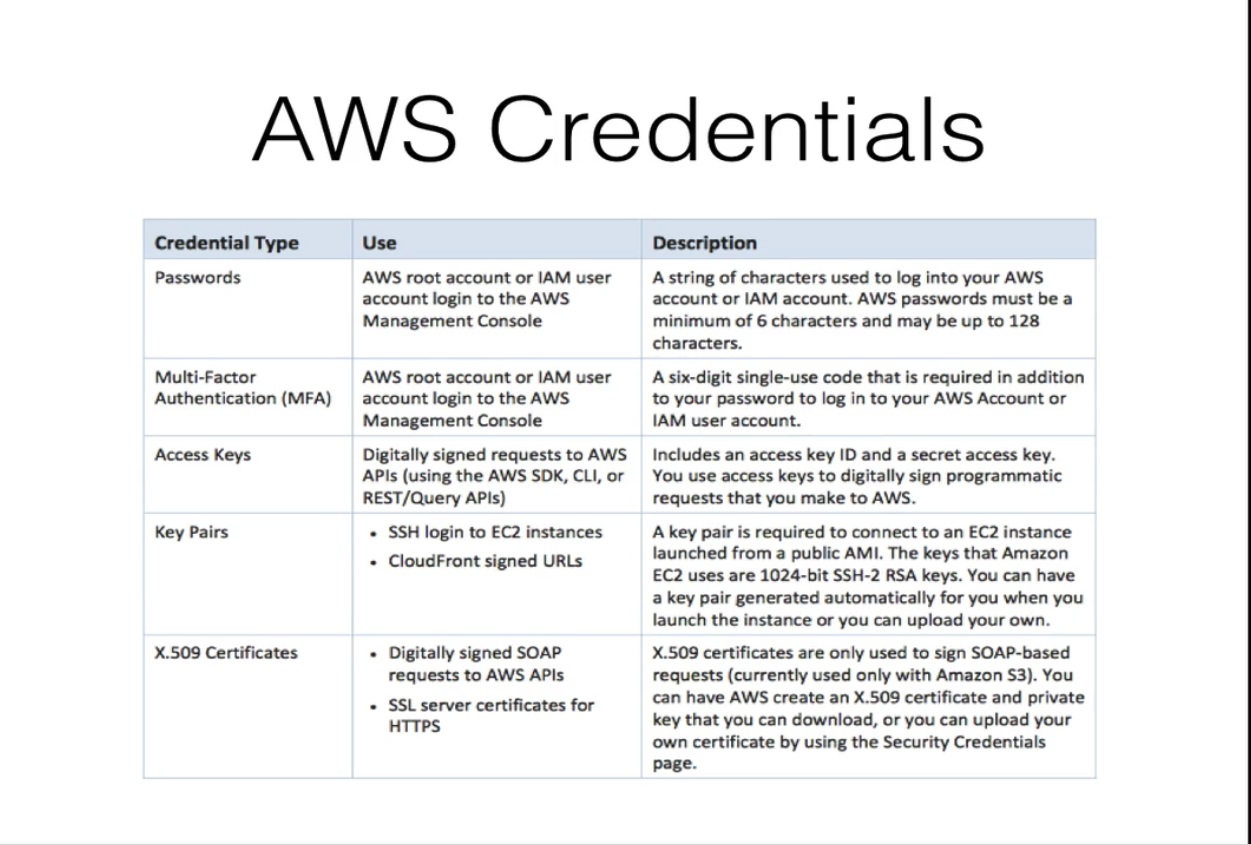 AWS Credentials
Credential Type Use Description
Passwords
AWS root account or IAM user
account login to the AWS
Management Console
A string of characters used to log into your AWS
account or IAM account. AWS passwords must be a
minimum of 6 characters and may be up to 128
characters.
Multi-Factor
Authentication (MFA)
AWS root account or IAM user
account login to the AWS
Management Console
A six-digit single-use code that is required in addition
to your password to log in to your AWS Account or
IAM user account.
Access Keys
Digitally signed requests to AWS
APIs (using the AWS SDK, CLI, or
REST/Query APIs)
Includes an access key ID and a secret access key.
You use access keys to digitally sign programmatic
requests that you make to AWS.
Key Pairs
• SSH login to EC2 instances
• CloudFront signed URLs
A key pair is required to connect to an EC2 instance
launched from a public AMI. The keys that Amazon
EC2 uses are 1024-bit SSH-2 RSA keys. You can have
a key pair generated automatically for you when you
launch the instance or you can upload your own.
X.509 Certificates
• Digitally signed SOAP
requests to AWS APIs
• SSL server certificates for
HTTPS
X.509 certificates are only used to sign SOAP-based
requests (currently used only with Amazon S3). You
can have AWS create an X.509 certificate and private
key that you can download, or you can upload your
own certificate by using the Security Credentials
page.